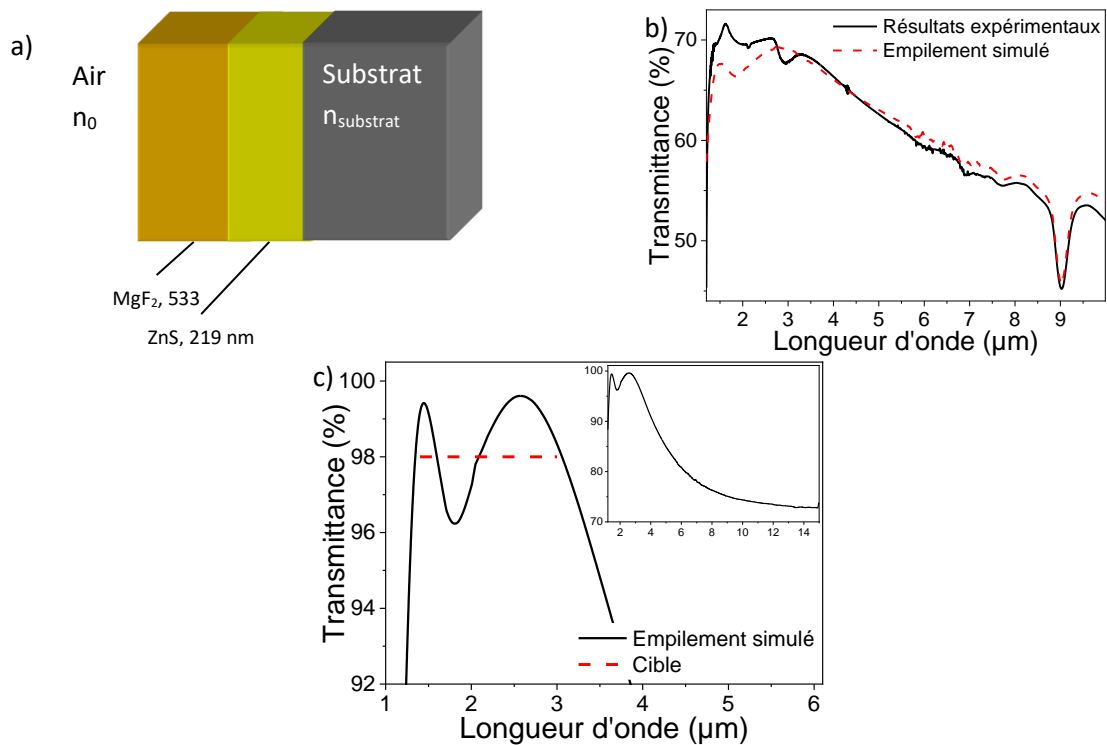 a)
Air
n0
Substrat
nsubstrat
MgF2, 533
ZnS, 219 nm
b)
Résultats expérimentaux
Empilement simulé
Transmittance (%)
70
60
50
2 3 4 5 6 7 8 9
Longueur d'onde (µm)
c)
Transmittance (%)
100
98
96
94
92
1 2 3 4 5 6
Longueur d'onde (µm)
Empilement simulé
Cible
100
90
80
70
2 4 6 8 10 12 14